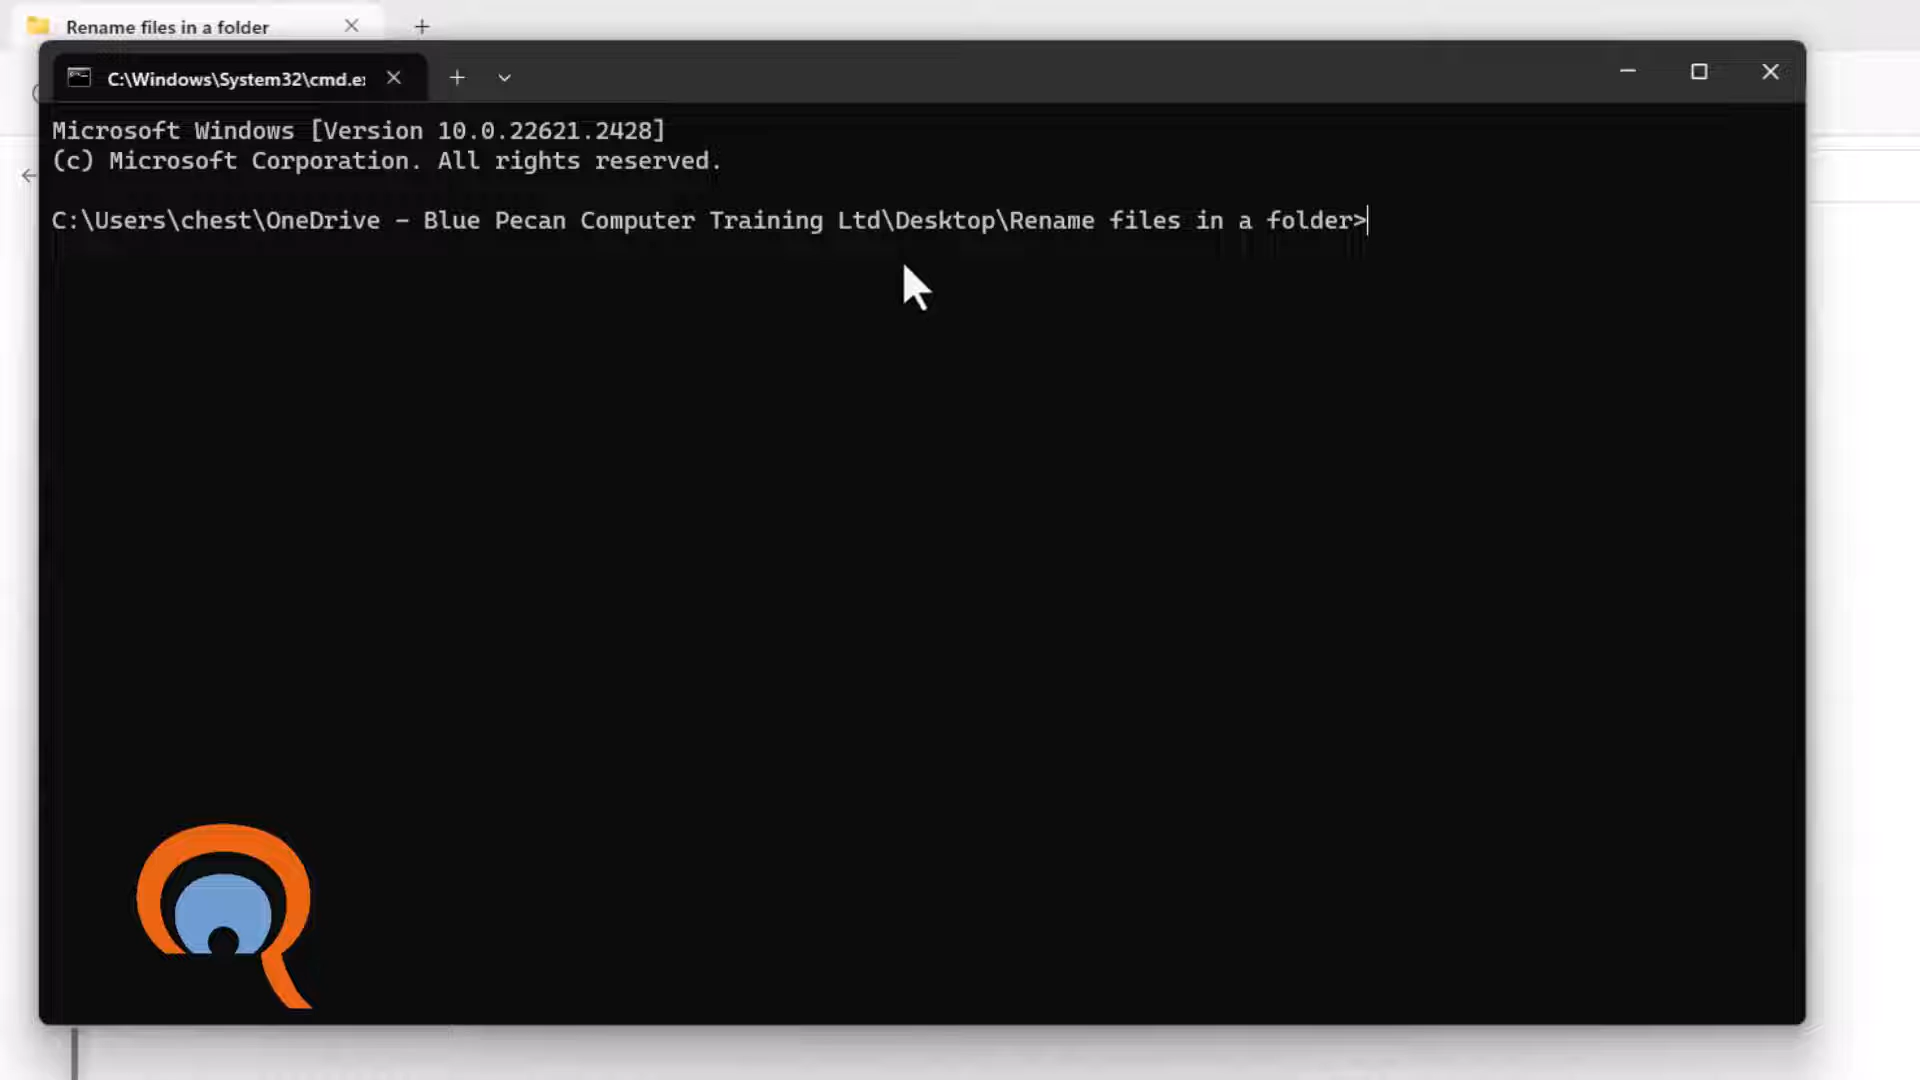 Rename files in a folder
C:\Windows\System32\cmd.e
Microsoft Windows [Version 10.0.22621.2428]
(c) Microsoft Corporation. All rights reserved.
C:\Users\chest\OneDrive - Blue Pecan Computer Training Ltd\Desktop\Rename files in a folder>